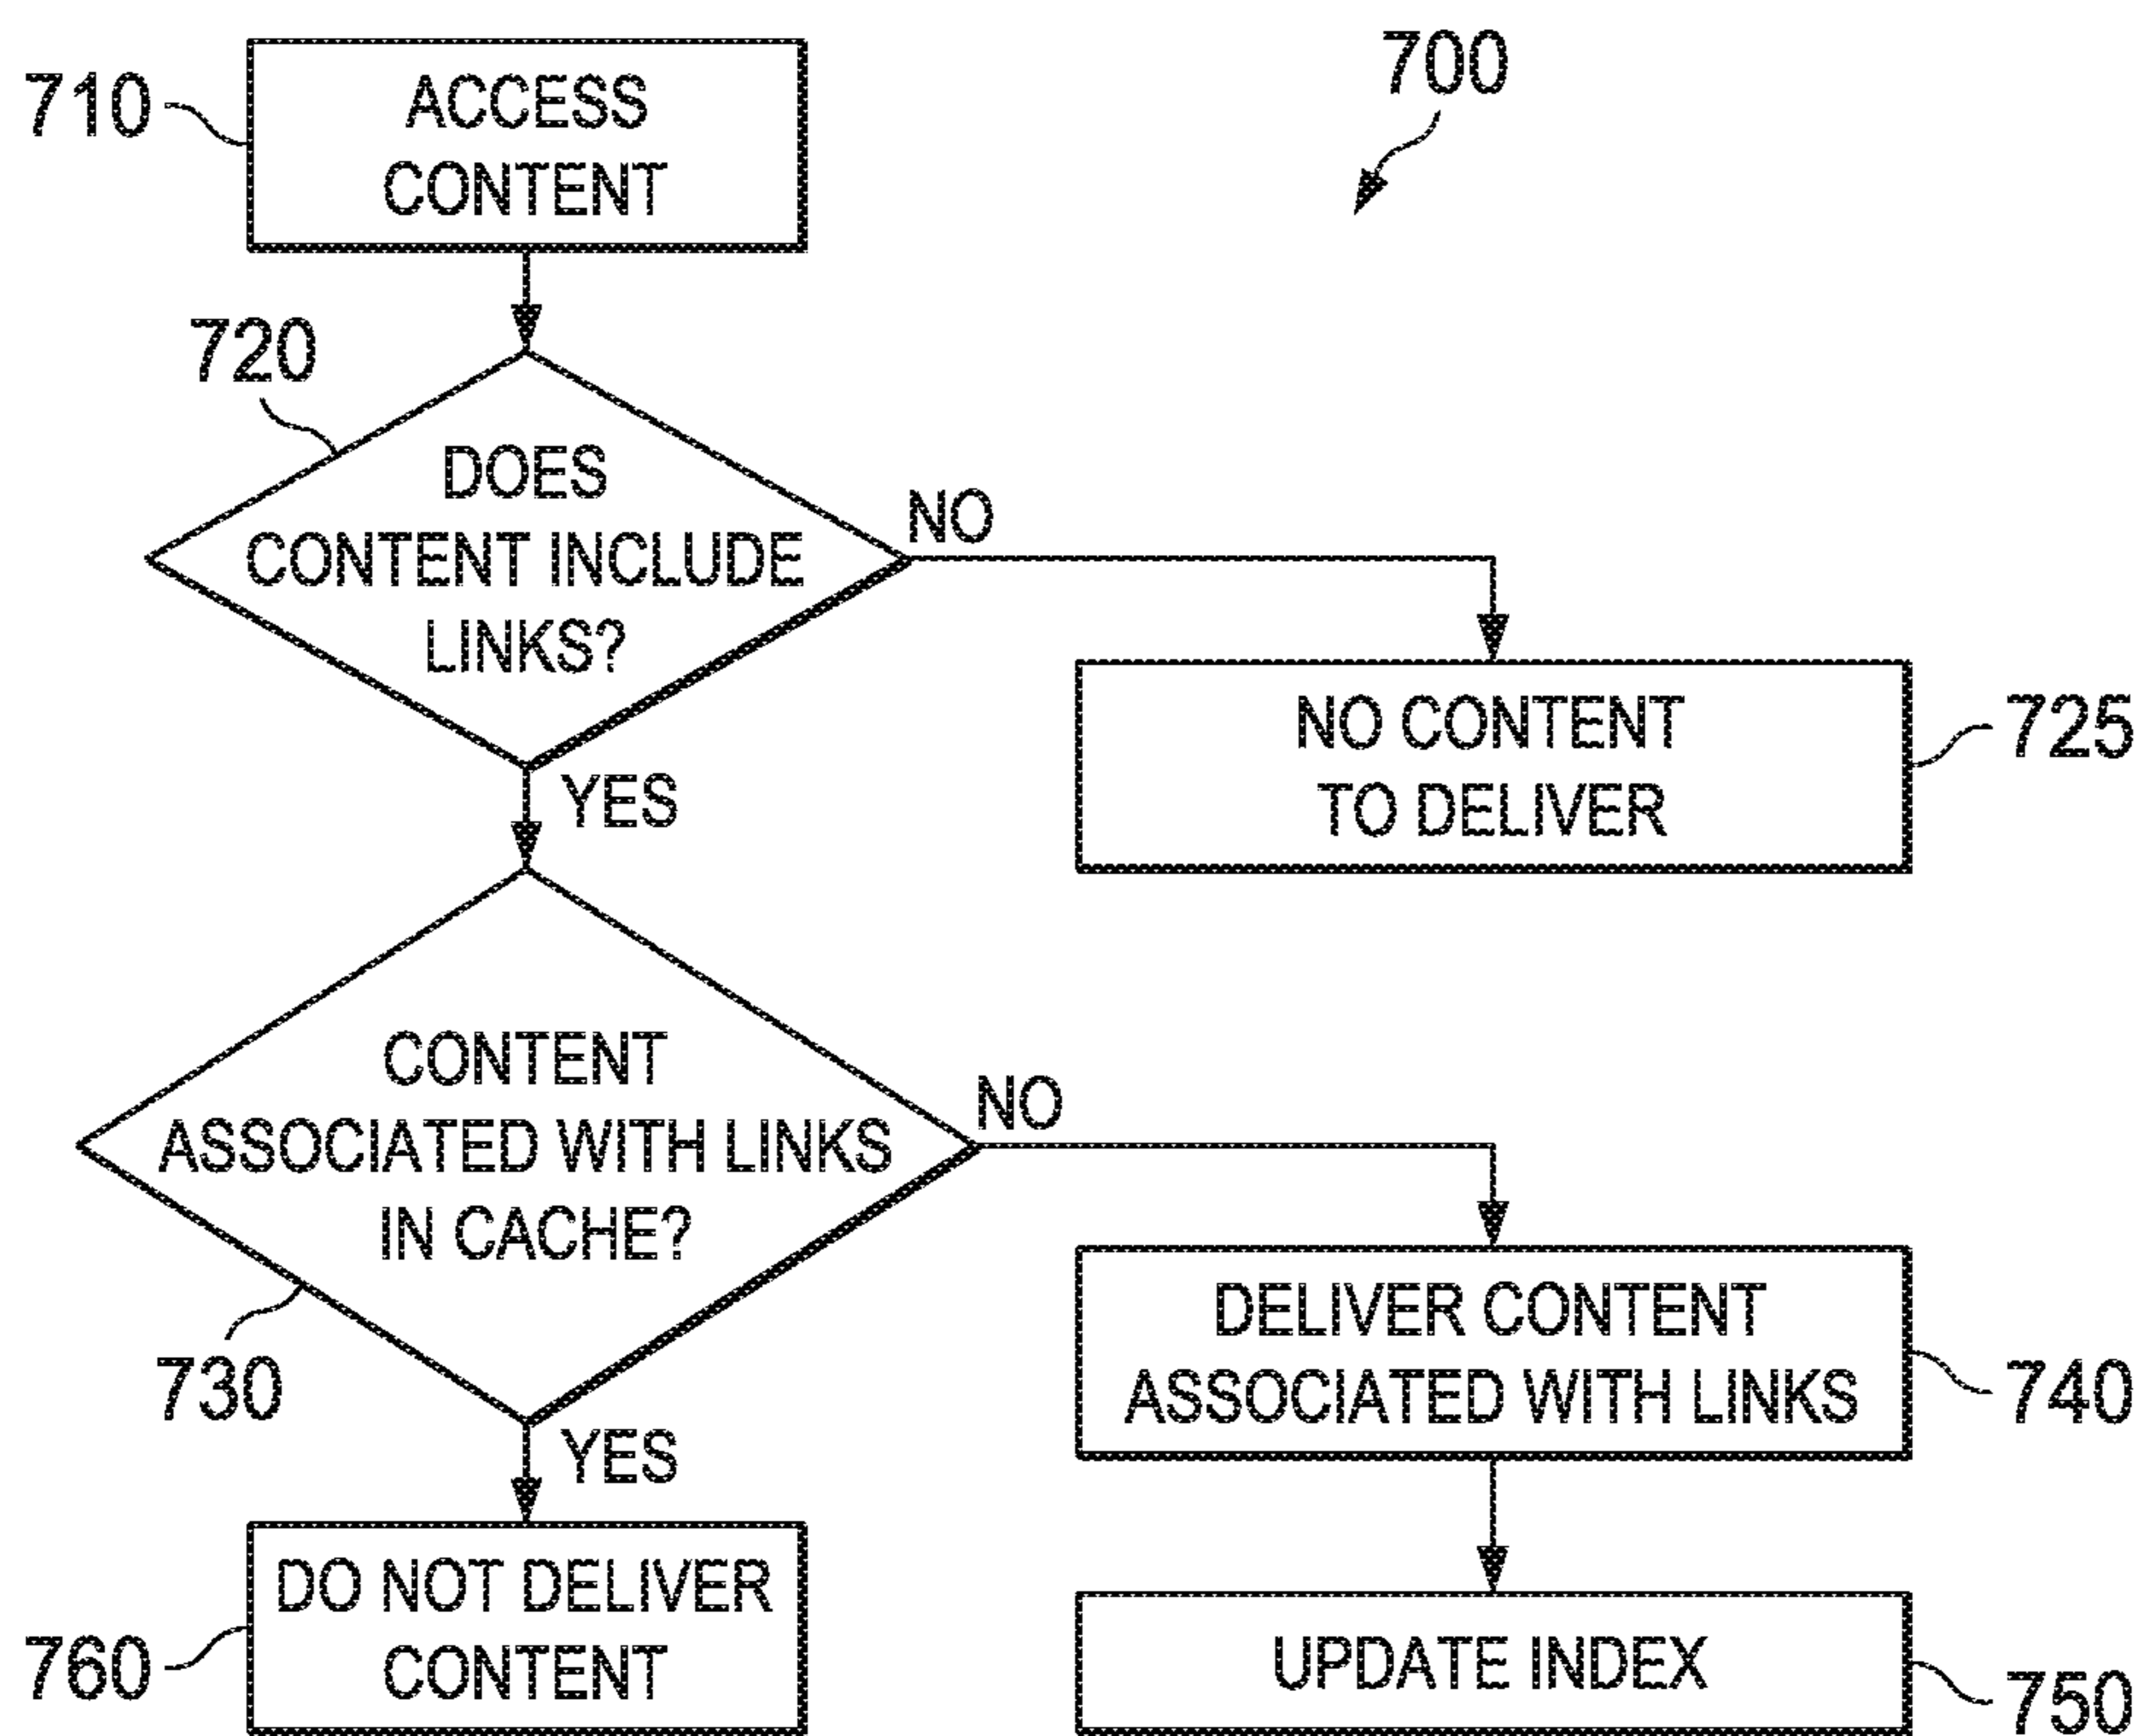 700
710
ACCESS
CONTENT
720
DOES
CONTENT INCLUDE
LINKS?
NO
NO CONTENT
TO DELIVER
725
YES
CONTENT
ASSOCIATED WITH LINKS
IN CACHE?
730
NO
DELIVER CONTENT
ASSOCIATED WITH LINKS
740
YES
DO NOT DELIVER
CONTENT
760
UPDATE INDEX
750